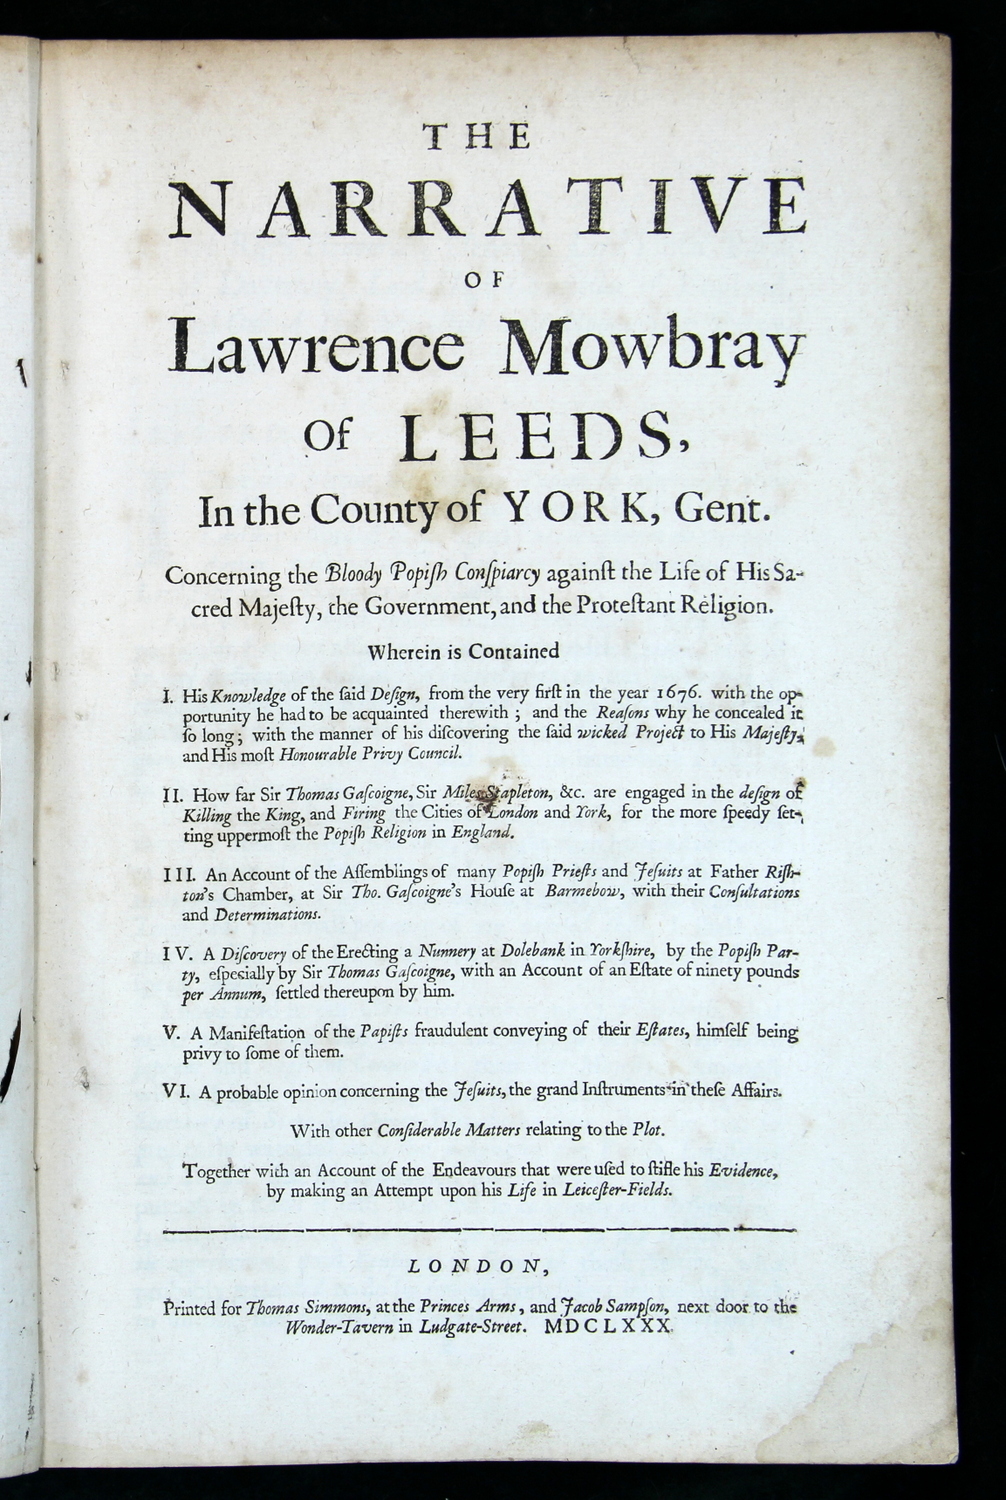 THE
NARRATIVE
OF
Lawrence Mowbray
Of LEEDS,
In the County of YORK, Gent.
Concerning the Bloody Popiſh Conſpiarcy againſt the Life of His Sa-
cred Majeſty, the Government, and the Proteſtant Religion.
Wherein is Contained
I. His Knowledge of the ſaid Deſign, from the very firſt in the year 1676. with the op-
portunity he had to be acquainted therewith ; and the Reaſons why he concealed it
ſo long ; with the manner of his diſcovering the ſaid wicked Project to His Majeſty,
and His moſt Honourable Privy Council.
II. How far Sir Thomas Gaſcoigne, Sir Miles Stapleton, &c. are engaged in the deſign of
Killing the King, and Firing the Cities of London and York, for the more ſpeedy ſet-
ting uppermoſt the Popiſh Religion in England.
III. An Account of the Aſſemblings of many Popiſh Prieſts and Jeſuits at Father Riſh-
ton's Chamber, at Sir Tho. Gaſcoigne's Houſe at Barmebow, with their Conſultations
and Determinations.
IV. A Diſcovery of the Erecting a Nunnery at Dolebank in Yorkſhire, by the Popiſh Par-
ty, eſpecially by Sir Thomas Gaſcoigne, with an Account of an Eſtate of ninety pounds
per Annum, ſettled thereupon by him.
V. A Manifeſtation of the Papiſts fraudulent conveying of their Eſtates, himſelf being
privy to ſome of them.
VI. A probable opinion concerning the Jeſuits, the grand Inſtruments in theſe Affairs.
With other Conſiderable Matters relating to the Plot.
Together with an Account of the Endeavours that were uſed to ſtifle his Evidence,
by making an Attempt upon his Life in Leiceſter-Fields.
LONDON,
Printed for Thomas Simmons, at the Princes Arms, and Jacob Sampſon, next door to the
Wonder-Tavern in Ludgate-Street. MDCLXXX.